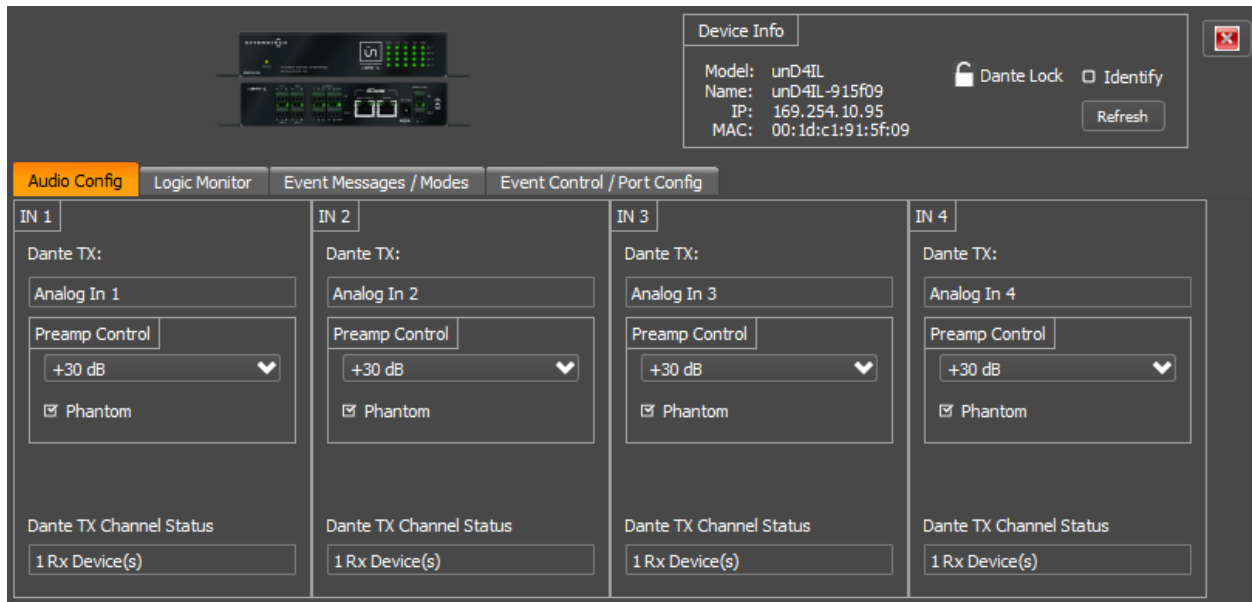 Device Info
Model: unD4IL
Name: unD4IL-915f09
IP: 169.254.10.95
MAC: 00:1d:c1:91:5f:09
Dante Lock
Identify
Refresh
Audio Config Logic Monitor Event Messages / Modes Event Control / Port Config
IN 1 IN 2 IN 3 IN 4
Dante TX: Dante TX: Dante TX: Dante TX:
Analog In 1 Analog In 2 Analog In 3 Analog In 4
Preamp Control Preamp Control Preamp Control Preamp Control
+30 dB +30 dB +30 dB +30 dB
Phantom Phantom Phantom Phantom
Dante TX Channel Status Dante TX Channel Status Dante TX Channel Status Dante TX Channel Status
1 Rx Device(s) 1 Rx Device(s) 1 Rx Device(s) 1 Rx Device(s)